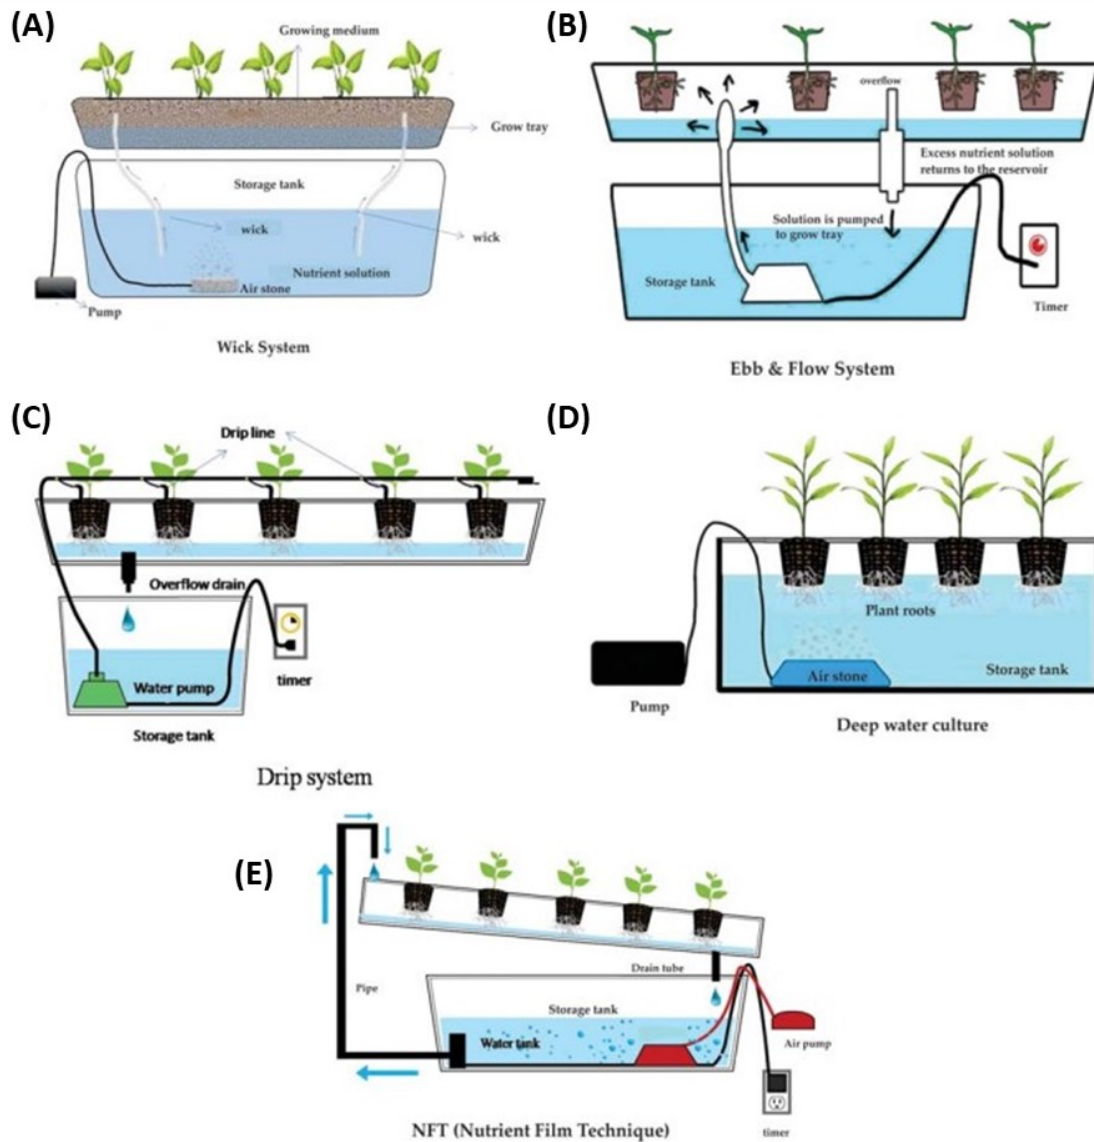 (A)
Growing medium
Grow tray
Storage tank
wick
wick
Nutrient solution
Air stone
Pump
Wick System
(B)
overflow
Excess nutrient solution
returns to the reservoir
Solution is pumped
to grow tray
Storage tank
Timer
Ebb & Flow System
(C)
Drip line
Overflow drain
Water pump
timer
Storage tank
Drip system
(D)
Plant roots
Air stone
Storage tank
Pump
Deep water culture
(E)
Drain tube
Pipe
Storage tank
Water tank
Air pump
timer
NFT (Nutrient Film Technique)